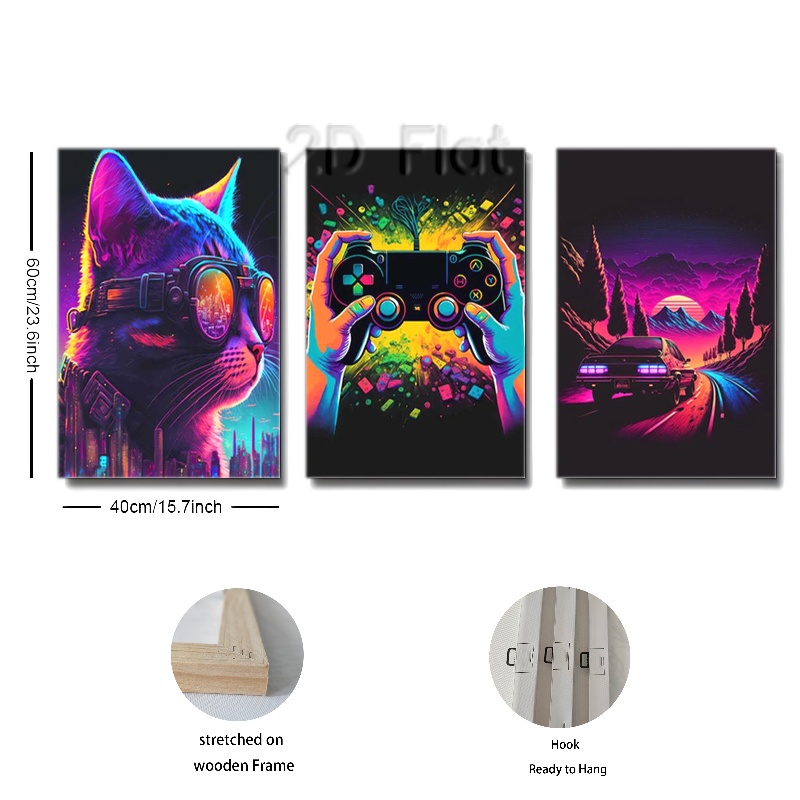 2D Flat
60cm/23.6inch
40cm/15.7inch
stretched on
wooden Frame
Hook
Ready to Hang